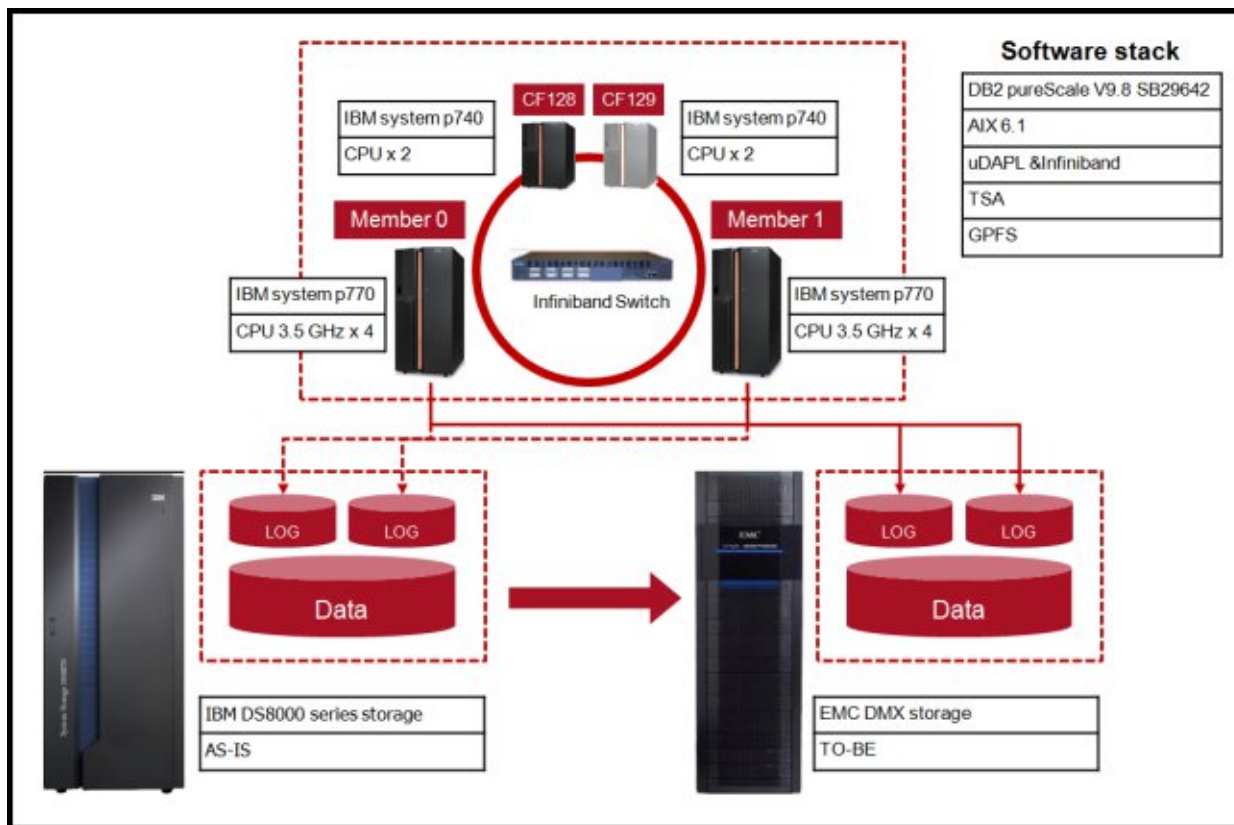 Software stack
DB2 pureScale V9.8 SB29642
AIX 6.1
uDAPL &Infiniband
TSA
GPFS
CF128
CF129
IBM system p740
CPU x 2
IBM system p740
CPU x 2
Member 0
Member 1
IBM system p770
CPU 3.5 GHz x 4
Infiniband Switch
IBM system p770
CPU 3.5 GHz x 4
LOG
LOG
Data
EMC
LOG
LOG
Data
IBM DS8000 series storage
AS-IS
EMC DMX storage
TO-BE